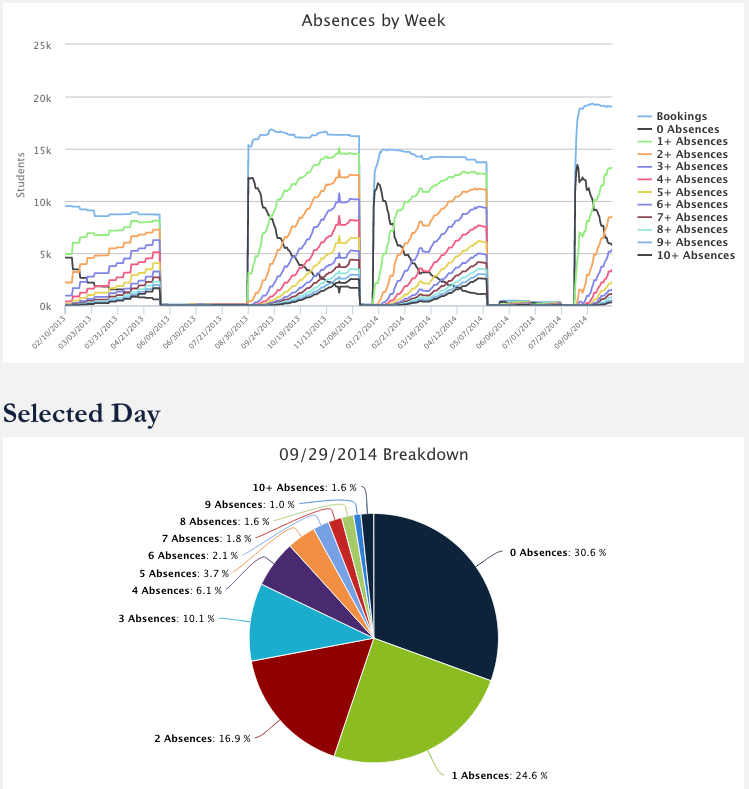 Absences by Week
25k
20k
15k
10k
5k
0k
Students
02/10/2013
03/03/2013
03/31/2013
04/21/2013
06/09/2013
06/30/2013
07/21/2013
08/30/2013
09/24/2013
10/19/2013
11/13/2013
12/08/2013
01/27/2014
02/21/2014
03/18/2014
04/12/2014
05/07/2014
06/06/2014
07/01/2014
07/29/2014
09/06/2014
Bookings
0 Absences
1+ Absences
2+ Absences
3+ Absences
4+ Absences
5+ Absences
6+ Absences
7+ Absences
8+ Absences
9+ Absences
10+ Absences
Selected Day
09/29/2014 Breakdown
10+ Absences: 1.6 %
9 Absences: 1.0 %
8 Absences: 1.6 %
7 Absences: 1.8 %
6 Absences: 2.1 %
5 Absences: 3.7 %
4 Absences: 6.1 %
3 Absences: 10.1 %
2 Absences: 16.9 %
0 Absences: 30.6 %
1 Absences: 24.6 %